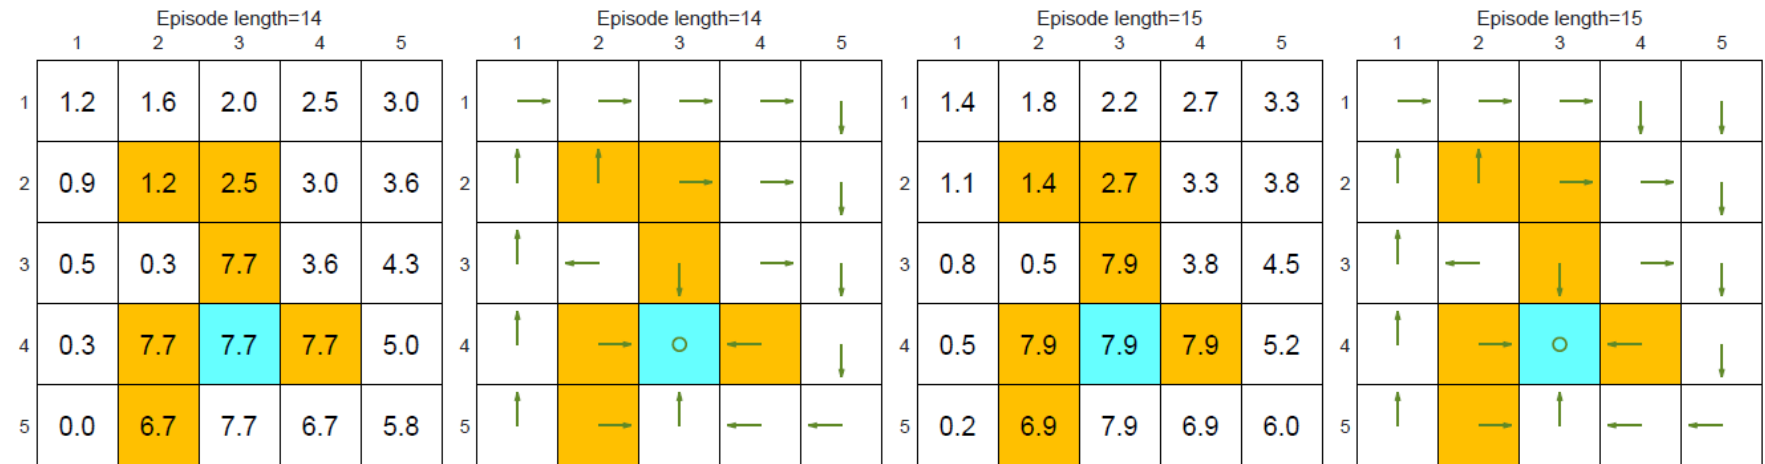 Episode length=14 Episode length=14 Episode length=15 Episode length=15
1 2 3 4 5 1 2 3 4 5 1 2 3 4 5 1 2 3 4 5
1 1.2 1.6 2.0 2.5 3.0 1 1 1.4 1.8 2.2 2.7 3.3 1
2 0.9 1.2 2.5 3.0 3.6 2 2 1.1 1.4 2.7 3.3 3.8 2
3 0.5 0.3 7.7 3.6 4.3 3 3 0.8 0.5 7.9 3.8 4.5 3
4 0.3 7.7 7.7 7.7 5.0 4 4 0.5 7.9 7.9 7.9 5.2 4
5 0.0 6.7 7.7 6.7 5.8 5 5 0.2 6.9 7.9 6.9 6.0 5